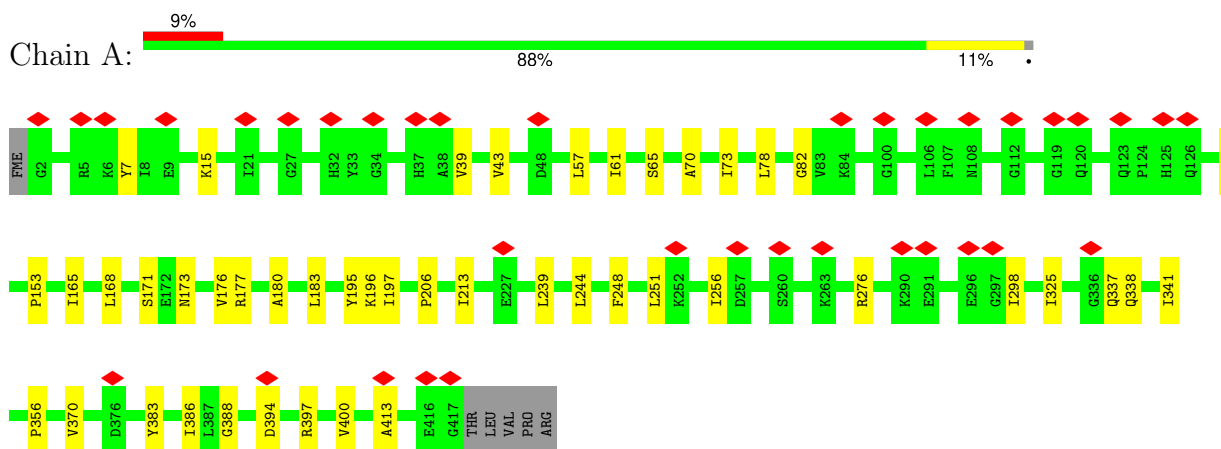 9%
Chain A:
88% 11% •
FME G2 R5 K6 Y7 I8 E9 K15 I21 G27 H32 Y33 G34 H37 A38 V39 V43 D48 L57 I61 S65 A70 I73 L78 G82 V83 K84 G100 L106 F107 N108 G112 G119 Q120 Q123 P124 H125 Q126
P153 I165 L168 S171 E172 N173 V176 R177 A180 L183 Y195 K196 I197 P206 I213 E227 L239 L244 F248 L251 K252 I256 D257 S260 K263 R276 K290 E291 E296 G297 I298 I325 G336 Q337 Q338 I341
P356 V370 D376 Y383 I386 L387 G388 D394 R397 V400 A413 E416 G417 THR LEU VAL PRO ARG